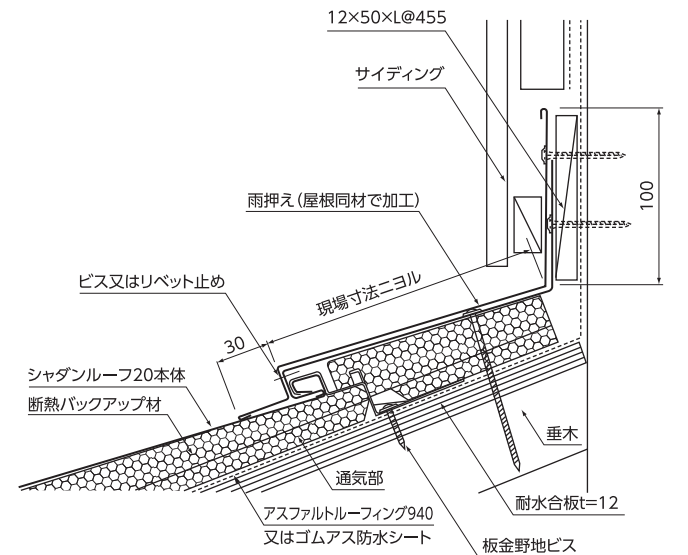 12×50×L@455
サイディング
雨押え（屋根同材で加工）
100
ビス又はリベット止め
現場寸法ニヨル
30
シャダンルーフ20本体
断熱バックアップ材
垂木
通気部
耐水合板t=12
アスファルトルーフィング940
又はゴムアス防水シート
板金野地ビス